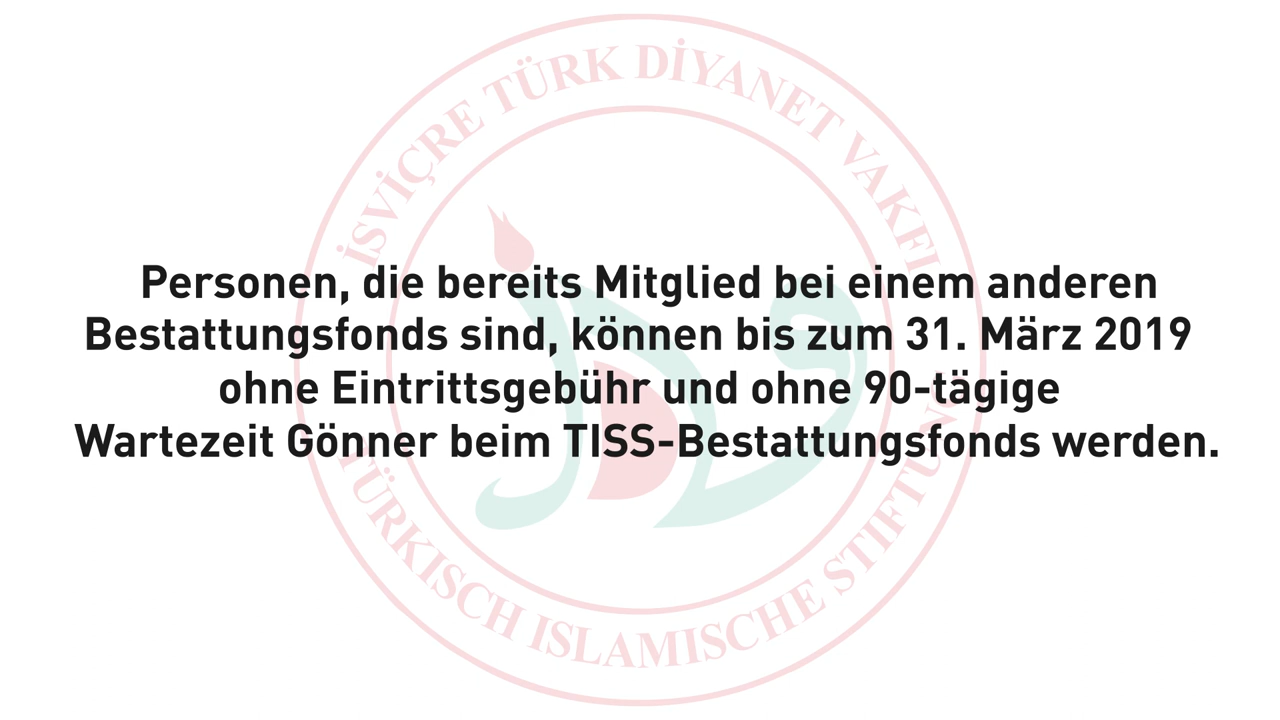 İSVİÇRE TÜRK DİYANET VAKFI
Personen, die bereits Mitglied bei einem anderen
Bestattungsfonds sind, können bis zum 31. März 2019
ohne Eintrittsgebühr und ohne 90-tägige
Wartezeit Gönner beim TISS-Bestattungsfonds werden.
TÜRKISCH ISLAMISCHE STIFTUNG